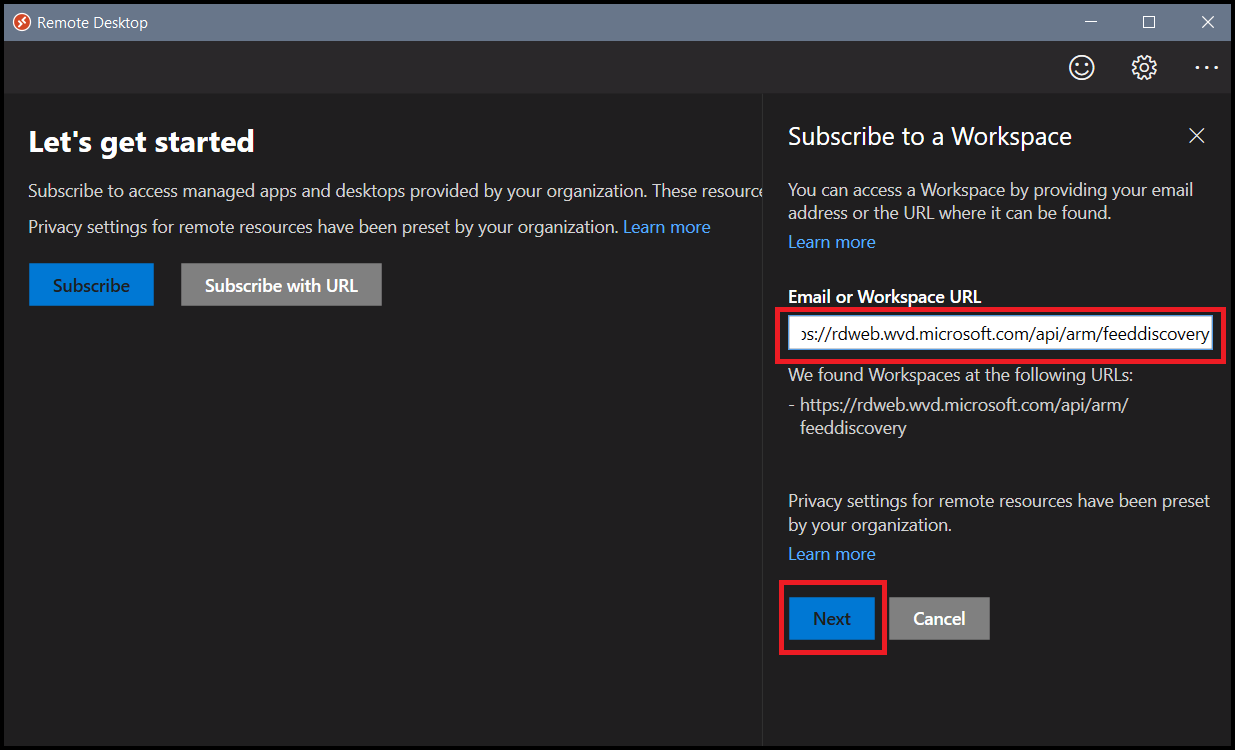 Remote Desktop
Let's get started
Subscribe to access managed apps and desktops provided by your organization. These resource
Privacy settings for remote resources have been preset by your organization. Learn more
Subscribe
Subscribe with URL
Subscribe to a Workspace
You can access a Workspace by providing your email
address or the URL where it can be found.
Learn more
Email or Workspace URL
ps://rdweb.wvd.microsoft.com/api/arm/feeddiscovery
We found Workspaces at the following URLs:
- https://rdweb.wvd.microsoft.com/api/arm/
feeddiscovery
Privacy settings for remote resources have been preset
by your organization.
Learn more
Next
Cancel